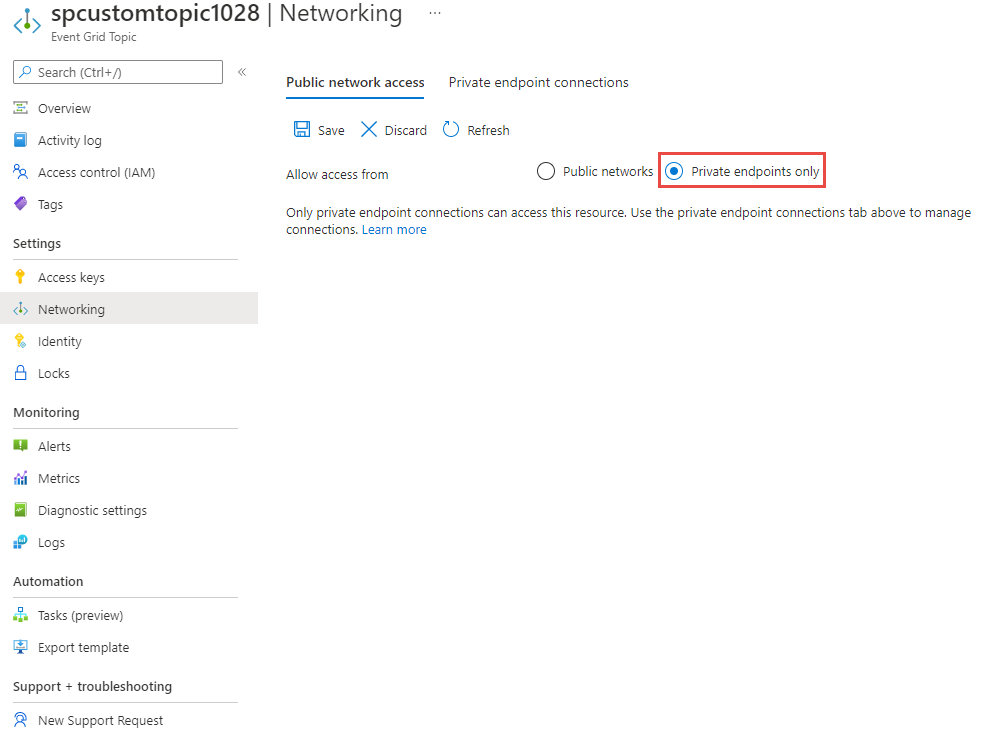 spcustomtopic1028 | Networking ...
Event Grid Topic
Search (Ctrl+/)
«
Overview
Activity log
Access control (IAM)
Tags
Settings
Access keys
Networking
Identity
Locks
Monitoring
Alerts
Metrics
Diagnostic settings
Logs
Automation
Tasks (preview)
Export template
Support + troubleshooting
New Support Request
Public network access Private endpoint connections
Save Discard Refresh
Allow access from Public networks Private endpoints only
Only private endpoint connections can access this resource. Use the private endpoint connections tab above to manage
connections. Learn more